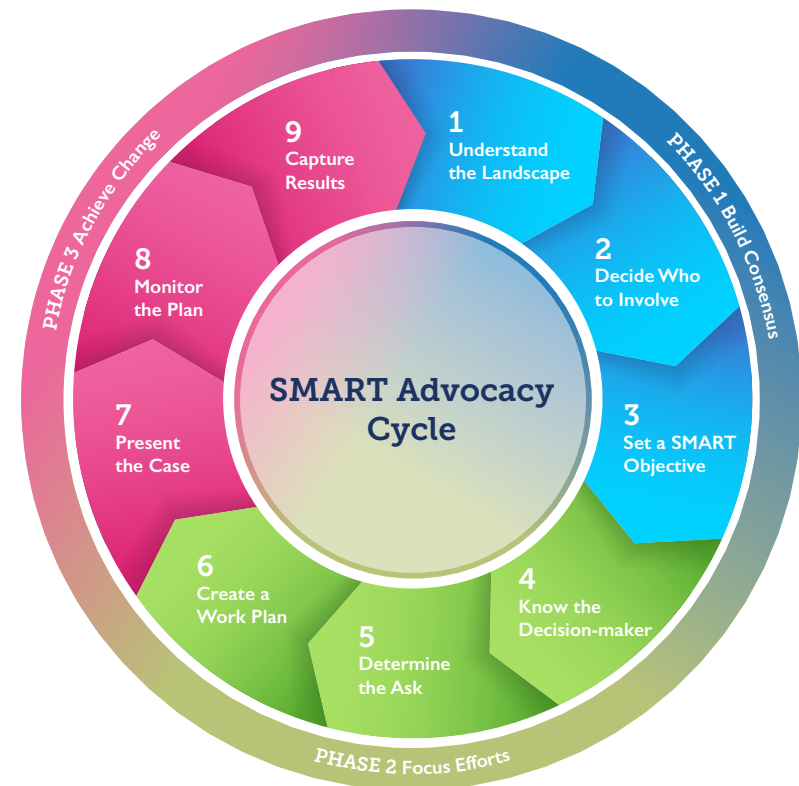 SMART Advocacy
Cycle
PHASE 1 Build Consensus
1
Understand
the Landscape
2
Decide Who
to Involve
3
Set a SMART
Objective
PHASE 2 Focus Efforts
4
Know the
Decision-maker
5
Determine
the Ask
6
Create a
Work Plan
PHASE 3 Achieve Change
7
Present
the Case
8
Monitor
the Plan
9
Capture
Results